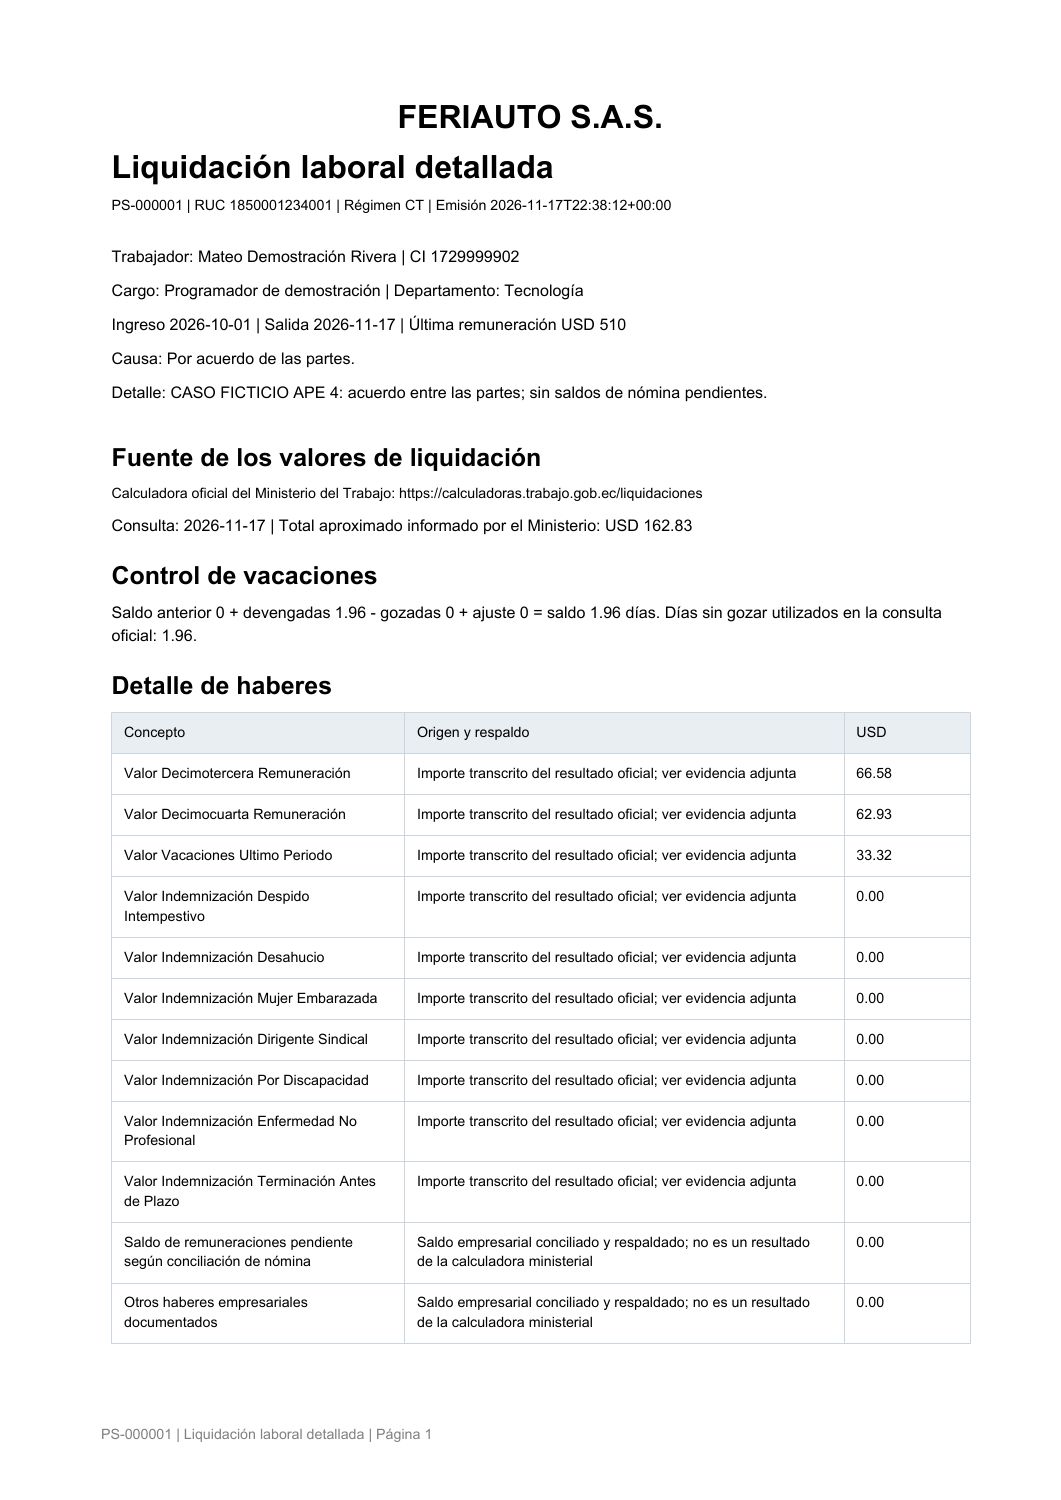 FERIAUTO S.A.S.
Liquidación laboral detallada
PS-000001 | RUC 1850001234001 | Régimen CT | Emisión 2026-11-17T22:38:12+00:00
Trabajador: Mateo Demostración Rivera | CI 1729999902
Cargo: Programador de demostración | Departamento: Tecnología
Ingreso 2026-10-01 | Salida 2026-11-17 | Última remuneración USD 510
Causa: Por acuerdo de las partes.
Detalle: CASO FICTICIO APE 4: acuerdo entre las partes; sin saldos de nómina pendientes.
Fuente de los valores de liquidación
Calculadora oficial del Ministerio del Trabajo: https://calculadoras.trabajo.gob.ec/liquidaciones
Consulta: 2026-11-17 | Total aproximado informado por el Ministerio: USD 162.83
Control de vacaciones
Saldo anterior 0 + devengadas 1.96 - gozadas 0 + ajuste 0 = saldo 1.96 días. Días sin gozar utilizados en la consulta
oficial: 1.96.
Detalle de haberes
Concepto Origen y respaldo USD
Valor Decimotercera Remuneración Importe transcrito del resultado oficial; ver evidencia adjunta 66.58
Valor Decimocuarta Remuneración Importe transcrito del resultado oficial; ver evidencia adjunta 62.93
Valor Vacaciones Ultimo Periodo Importe transcrito del resultado oficial; ver evidencia adjunta 33.32
Valor Indemnización Despido Importe transcrito del resultado oficial; ver evidencia adjunta 0.00
Intempestivo
Valor Indemnización Desahucio Importe transcrito del resultado oficial; ver evidencia adjunta 0.00
Valor Indemnización Mujer Embarazada Importe transcrito del resultado oficial; ver evidencia adjunta 0.00
Valor Indemnización Dirigente Sindical Importe transcrito del resultado oficial; ver evidencia adjunta 0.00
Valor Indemnización Por Discapacidad Importe transcrito del resultado oficial; ver evidencia adjunta 0.00
Valor Indemnización Enfermedad No Importe transcrito del resultado oficial; ver evidencia adjunta 0.00
Profesional
Valor Indemnización Terminación Antes Importe transcrito del resultado oficial; ver evidencia adjunta 0.00
de Plazo
Saldo de remuneraciones pendiente Saldo empresarial conciliado y respaldado; no es un resultado 0.00
según conciliación de nómina de la calculadora ministerial
Otros haberes empresariales Saldo empresarial conciliado y respaldado; no es un resultado 0.00
documentados de la calculadora ministerial
PS-000001 | Liquidación laboral detallada | Página 1